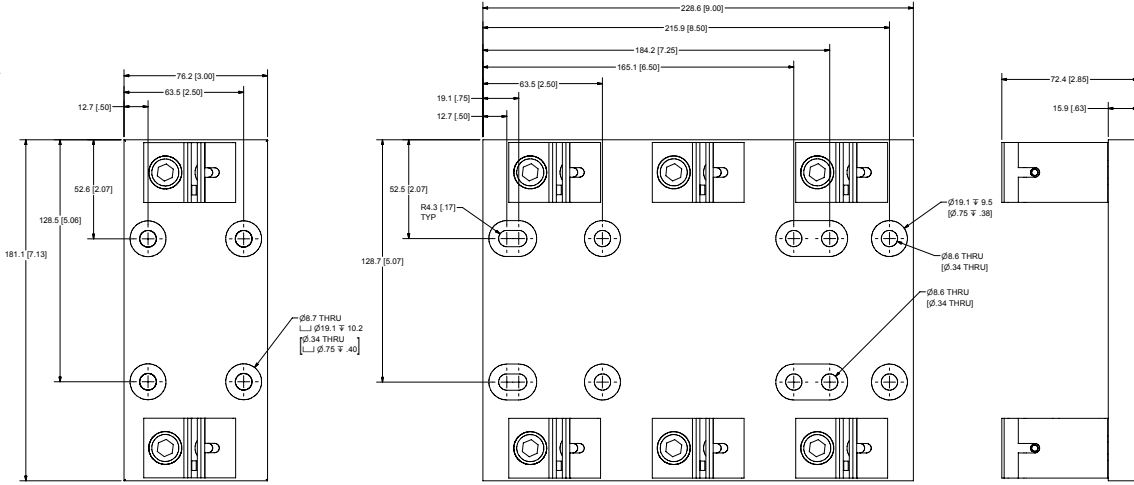 76.2 [3.00]
63.5 [2.50]
12.7 [.50]
52.6 [2.07]
128.5 [5.06]
181.1 [7.13]
Ø8.7 THRU
⌴ Ø19.1 ↧ 10.2
Ø.34 THRU
⌴ Ø.75 ↧ .40
228.6 [9.00]
215.9 [8.50]
184.2 [7.25]
165.1 [6.50]
63.5 [2.50]
19.1 [.75]
12.7 [.50]
52.5 [2.07]
R4.3 [.17]
TYP
128.7 [5.07]
Ø19.1 ↧ 9.5
[Ø.75 ↧ .38]
Ø8.6 THRU
[Ø.34 THRU]
Ø8.6 THRU
[Ø.34 THRU]
72.4 [2.85]
15.9 [.63]